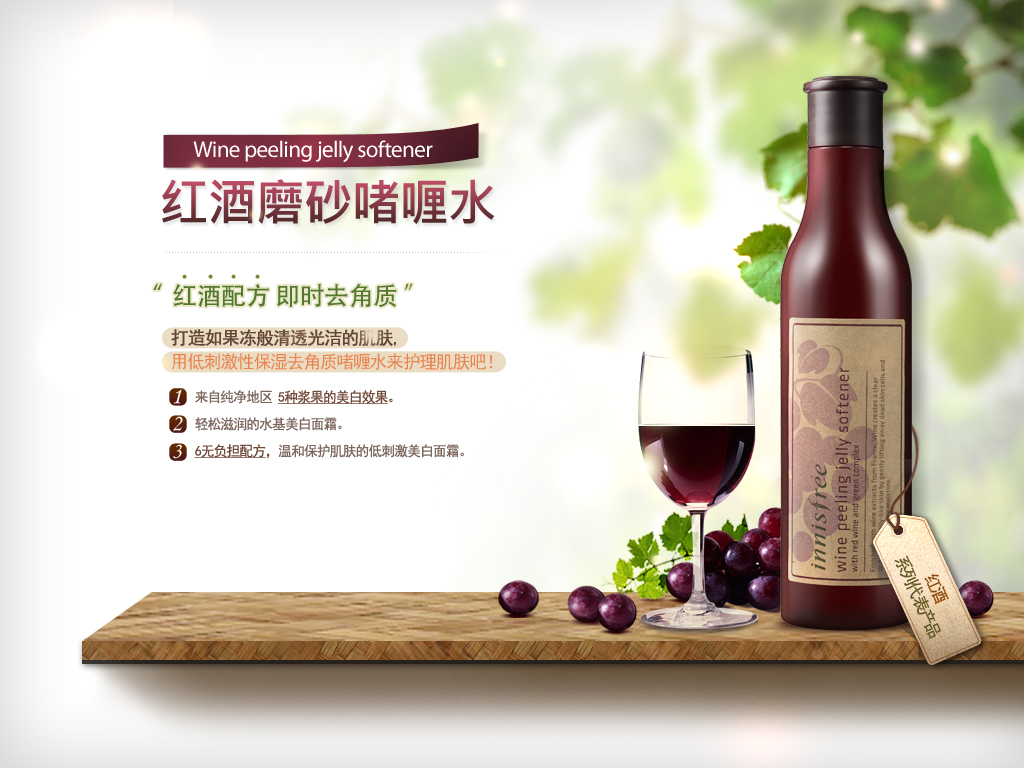 Wine peeling jelly softener
红酒磨砂啫喱水
“ 红酒配方 即时去角质 ”
打造如果冻般清透光洁的肌肤,
用低刺激性保湿去角质啫喱水来护理肌肤吧!
1 来自纯净地区 5种浆果的美白效果。
2 轻松滋润的水基美白面霜。
3 6无负担配方，温和保护肌肤的低刺激美白面霜。
innisfree
wine peeling jelly softener
with red wine and green complex
红酒
系列代表产品